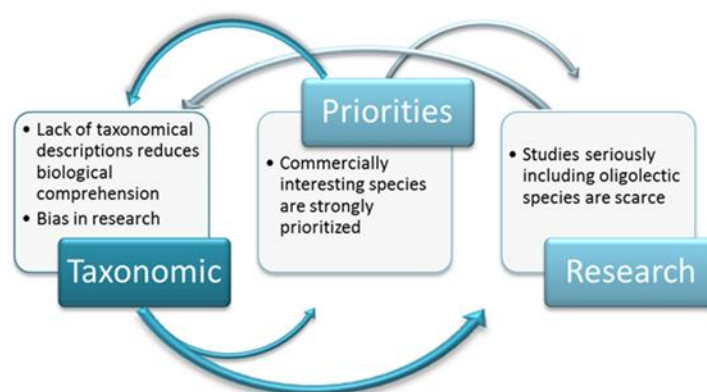 Priorities
• Lack of taxonomical
descriptions reduces
biological
comprehension
• Bias in research
Taxonomic
• Commercially
interesting species
are strongly
prioritized
• Studies seriously
including oligolectic
species are scarce
Research